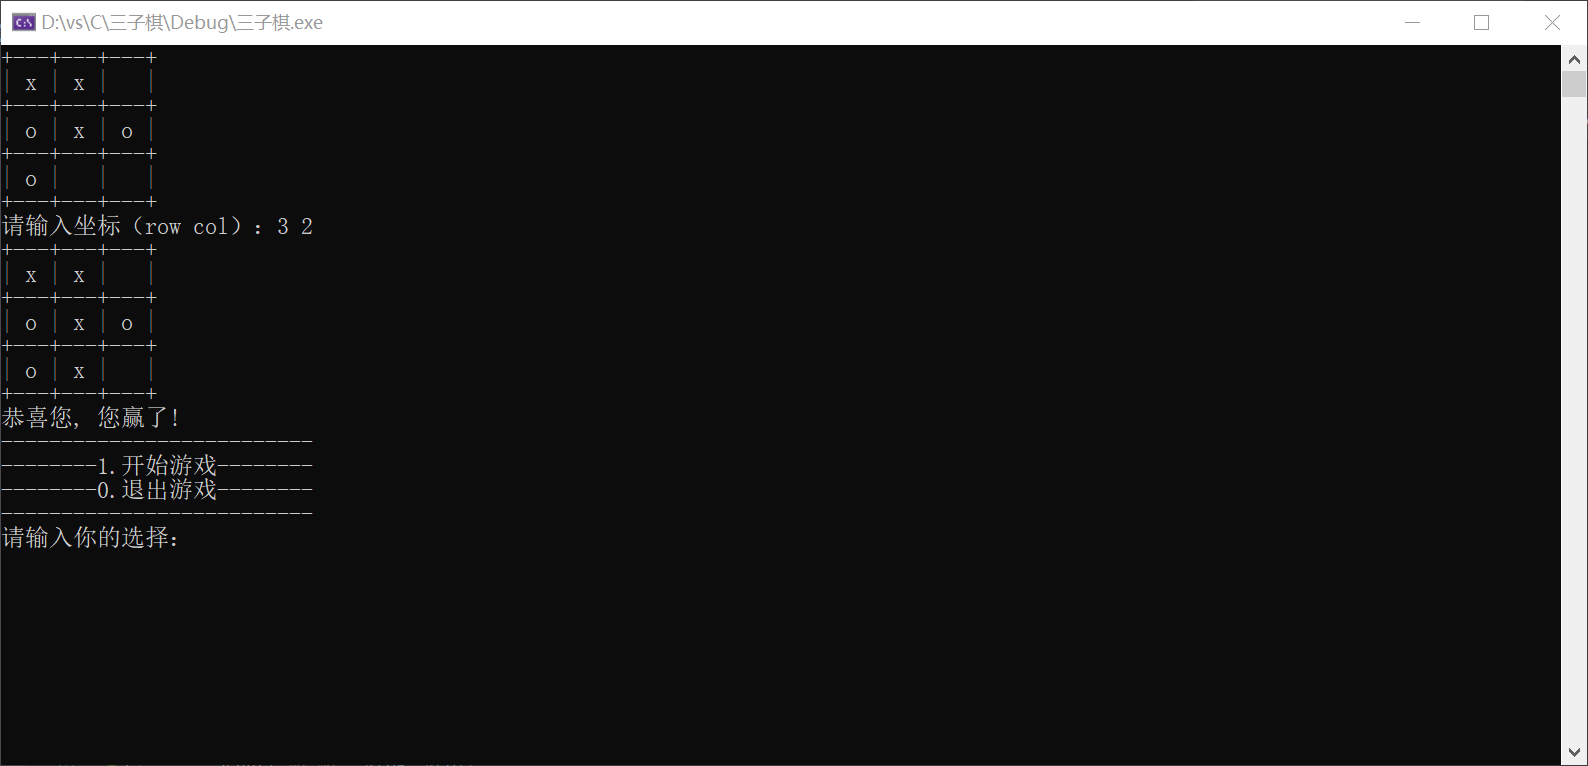 D:\vs\C\三子棋\Debug\三子棋.exe
+---+---+---+
| x | x |   |
+---+---+---+
| o | x | o |
+---+---+---+
| o |   |   |
+---+---+---+
请输入坐标（row col）：3 2
+---+---+---+
| x | x |   |
+---+---+---+
| o | x | o |
+---+---+---+
| o | x |   |
+---+---+---+
恭喜您, 您赢了!
--------------------------
--------1.开始游戏--------
--------0.退出游戏--------
--------------------------
请输入你的选择：